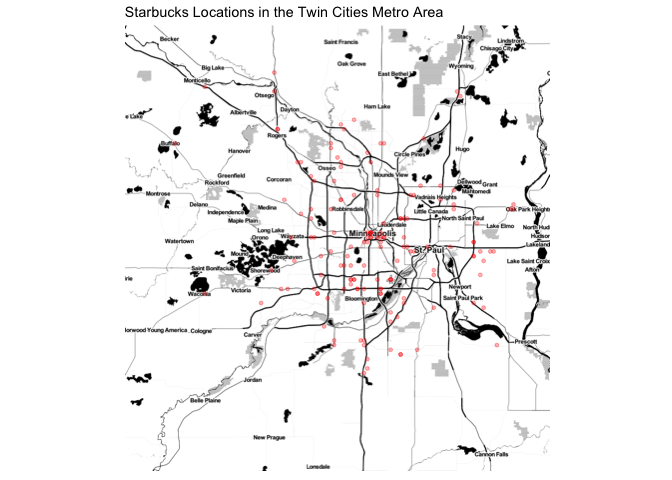 Starbucks Locations in the Twin Cities Metro Area
Becker
Saint Francis
Stacy
Lindstrom
Chisago City
Oak Grove
Big Lake
Wyoming
East Bethel
Monticello
Otsego
Ham Lake
Dayton
Albertville
e Lake
Rogers
Buffalo
Hanover
Hugo
Circle Pines
Osseo
Mounds View
Greenfield
Rockford
Corcoran
Dellwood
Grant
Mahtomedi
Montrose
Delano
Vadnais Heights
Independence
Medina
Robbinsdale
Little Canada
Oak Park Heights
Maple Plain
North Saint Paul
Lauderdale
Lake Elmo
North Hud
Long Lake
Orono
Wayzata
Minneapolis
Hudson
Watertown
Lakeland
Mound
Deephaven
St. Paul
Lake Saint Croix
Saint Bonifacius
Shorewood
Afton
rie
Waconia
Victoria
Newport
Bloomington
Saint Paul Park
lorwood Young America
Cologne
Carver
Prescott
Jordan
Belle Plaine
New Prague
Cannon Falls
Lonsdale